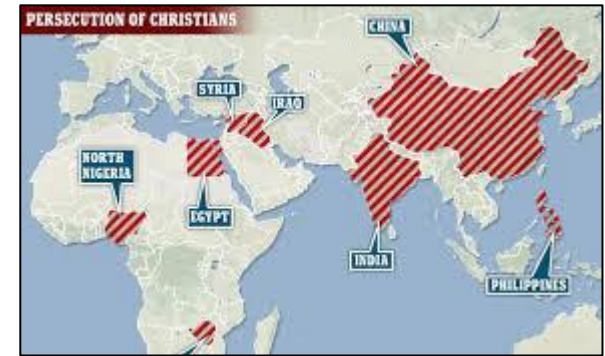 PERSECUTION OF CHRISTIANS
CHINA
SYRIA
IRAQ
NORTH
NIGERIA
EGYPT
INDIA
PHILIPPINES